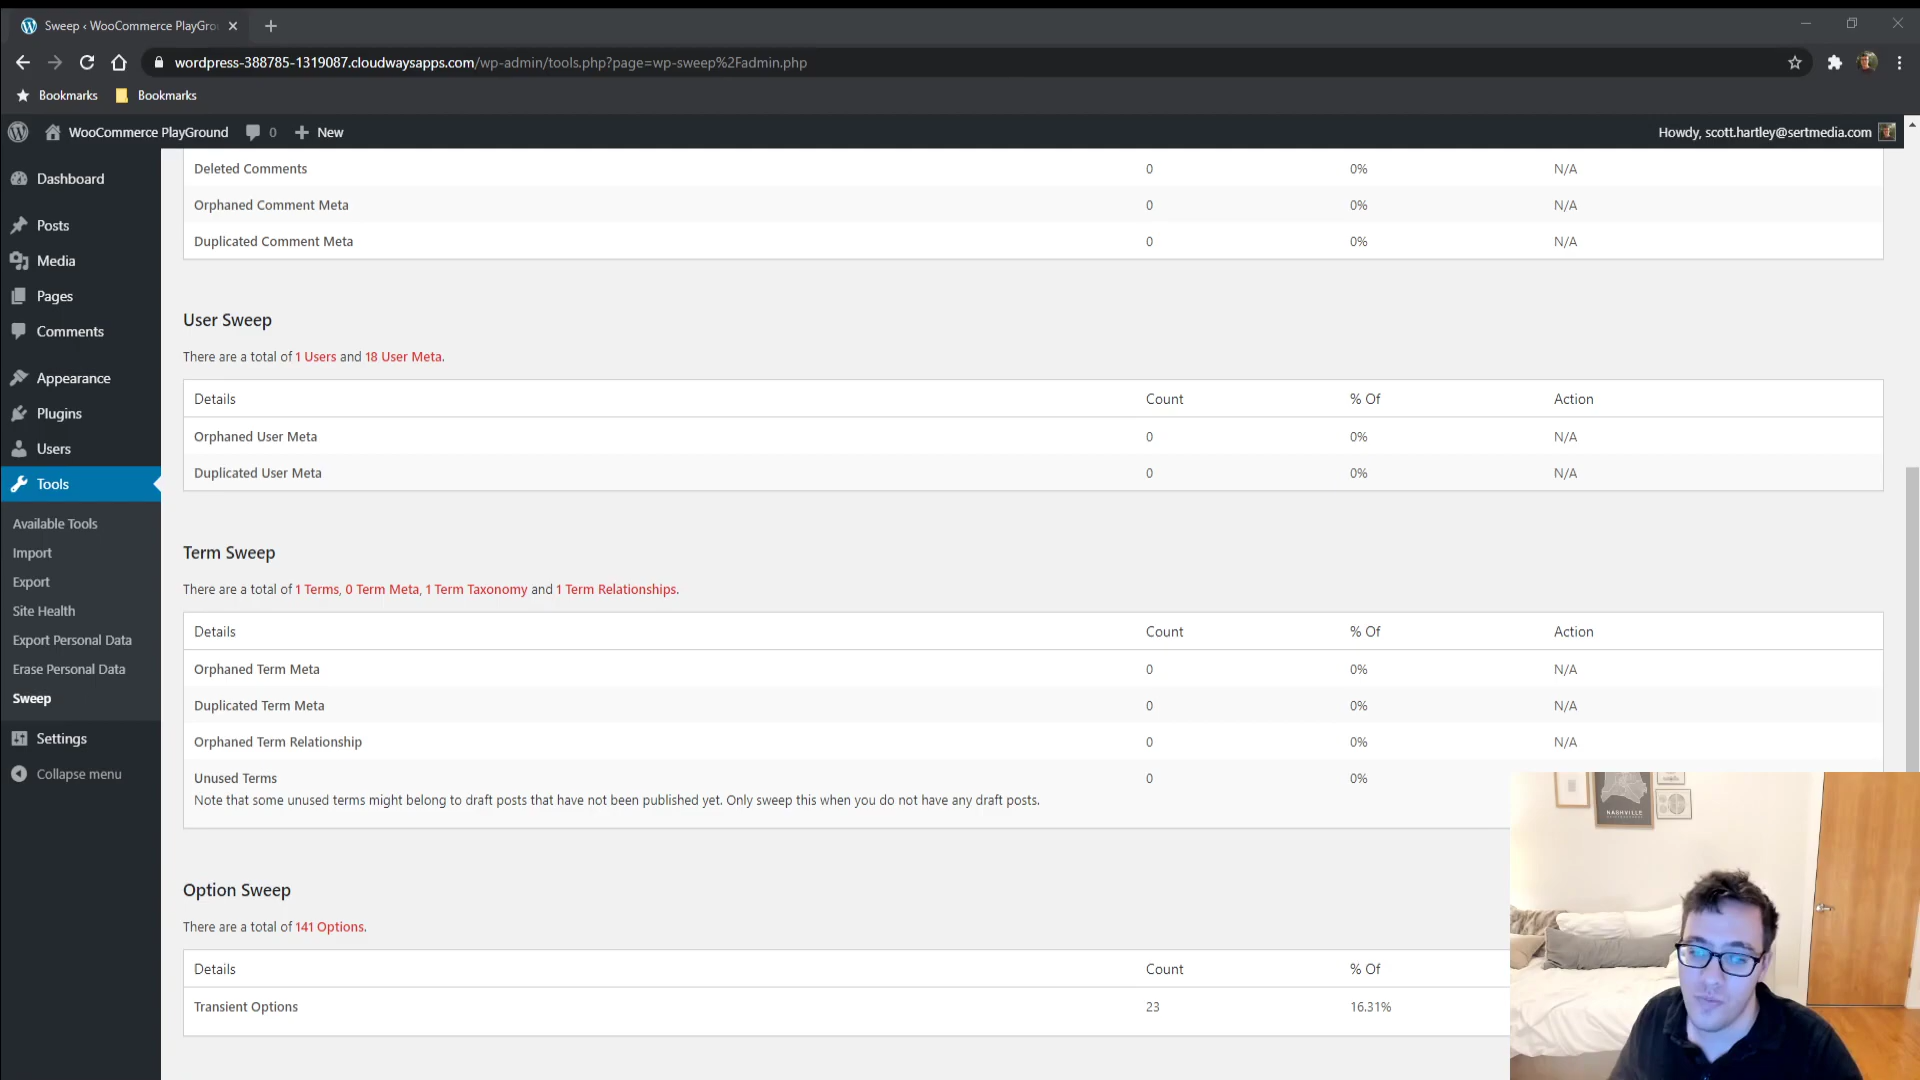 Sweep ‹ WooCommerce PlayGro
wordpress-388785-1319087.cloudwaysapps.com/wp-admin/tools.php?page=wp-sweep%2Fadmin.php
Bookmarks Bookmarks
WooCommerce PlayGround 0 New Howdy, scott.hartley@sertmedia.com
Dashboard
Posts
Media
Pages
Comments
Appearance
Plugins
Users
Tools
Available Tools
Import
Export
Site Health
Export Personal Data
Erase Personal Data
Sweep
Settings
Collapse menu
Deleted Comments 0 0% N/A
Orphaned Comment Meta 0 0% N/A
Duplicated Comment Meta 0 0% N/A
User Sweep
There are a total of 1 Users and 18 User Meta.
Details Count % Of Action
Orphaned User Meta 0 0% N/A
Duplicated User Meta 0 0% N/A
Term Sweep
There are a total of 1 Terms, 0 Term Meta, 1 Term Taxonomy and 1 Term Relationships.
Details Count % Of Action
Orphaned Term Meta 0 0% N/A
Duplicated Term Meta 0 0% N/A
Orphaned Term Relationship 0 0% N/A
Unused Terms 0 0%
Note that some unused terms might belong to draft posts that have not been published yet. Only sweep this when you do not have any draft posts.
Option Sweep
There are a total of 141 Options.
Details Count % Of
Transient Options 23 16.31%
NASHVILLE